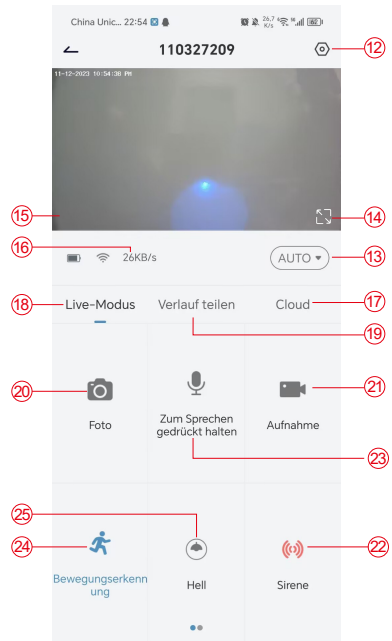 China Unic... 22:54
26.7 K/s
110327209
12
11-12-2023 10:54:36 PM
15
14
16
26KB/s
AUTO
13
18
Live-Modus
Verlauf teilen
Cloud
17
19
20
21
Foto
Zum Sprechen
gedrückt halten
Aufnahme
23
25
24
22
Bewegungserkenn
ung
Hell
Sirene